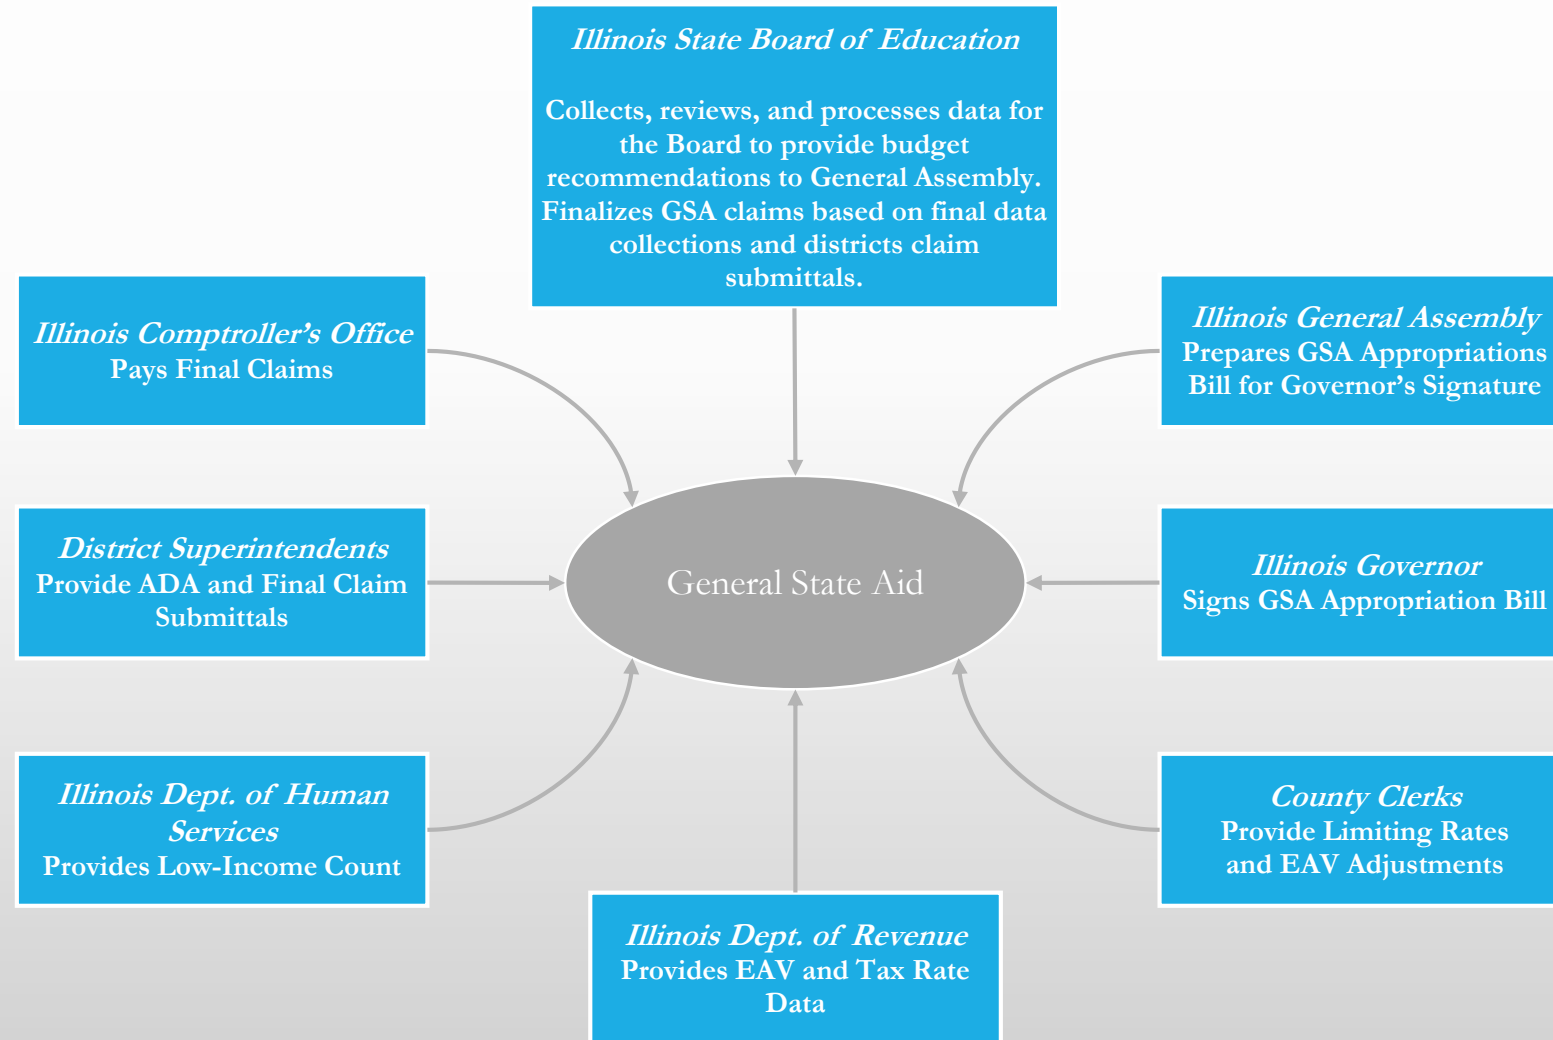 Illinois State Board of Education
Collects, reviews, and processes data for
the Board to provide budget
recommendations to General Assembly.
Finalizes GSA claims based on final data
collections and districts claim
submittals.
Illinois Comptroller's Office
Pays Final Claims
Illinois General Assembly
Prepares GSA Appropriations
Bill for Governor's Signature
District Superintendents
Provide ADA and Final Claim
Submittals
General State Aid
Illinois Governor
Signs GSA Appropriation Bill
Illinois Dept. of Human
Services
Provides Low-Income Count
County Clerks
Provide Limiting Rates
and EAV Adjustments
Illinois Dept. of Revenue
Provides EAV and Tax Rate
Data